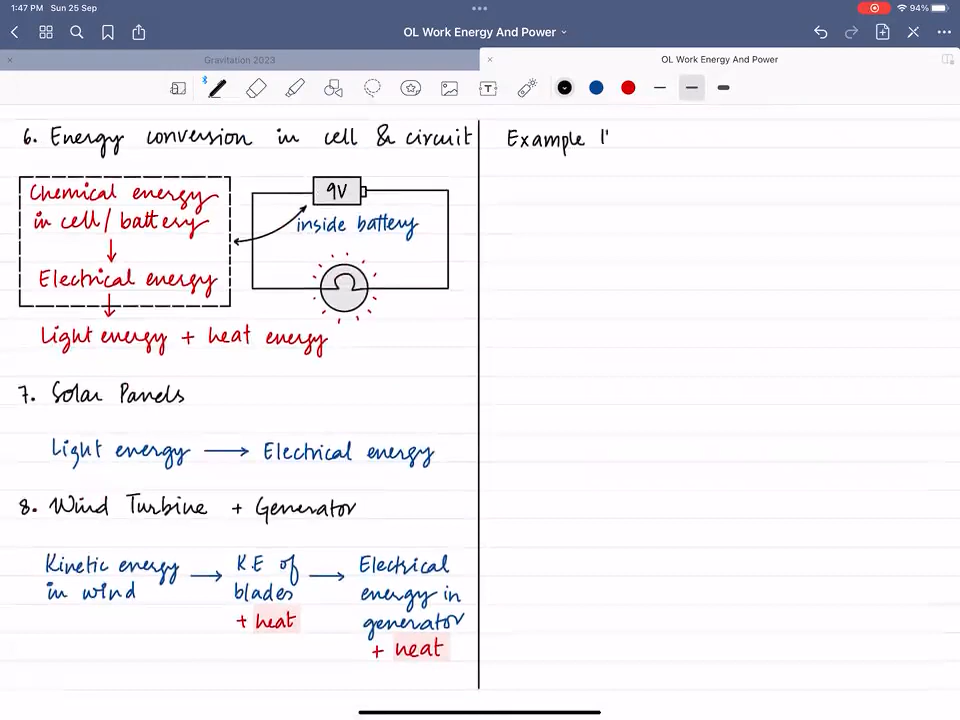 1:47 PM Sun 25 Sep
94%
OL Work Energy And Power
Gravitation 2023
OL Work Energy And Power
6. Energy conversion in cell & circuit
Chemical energy
in cell / battery
Electrical energy
Light energy + heat energy
9V
inside battery
7. Solar Panels
Light energy → Electrical energy
8. Wind Turbine + Generator
Kinetic energy
in wind
→
K.E of
blades
+ heat
→
Electrical
energy in
generator
+ heat
Example